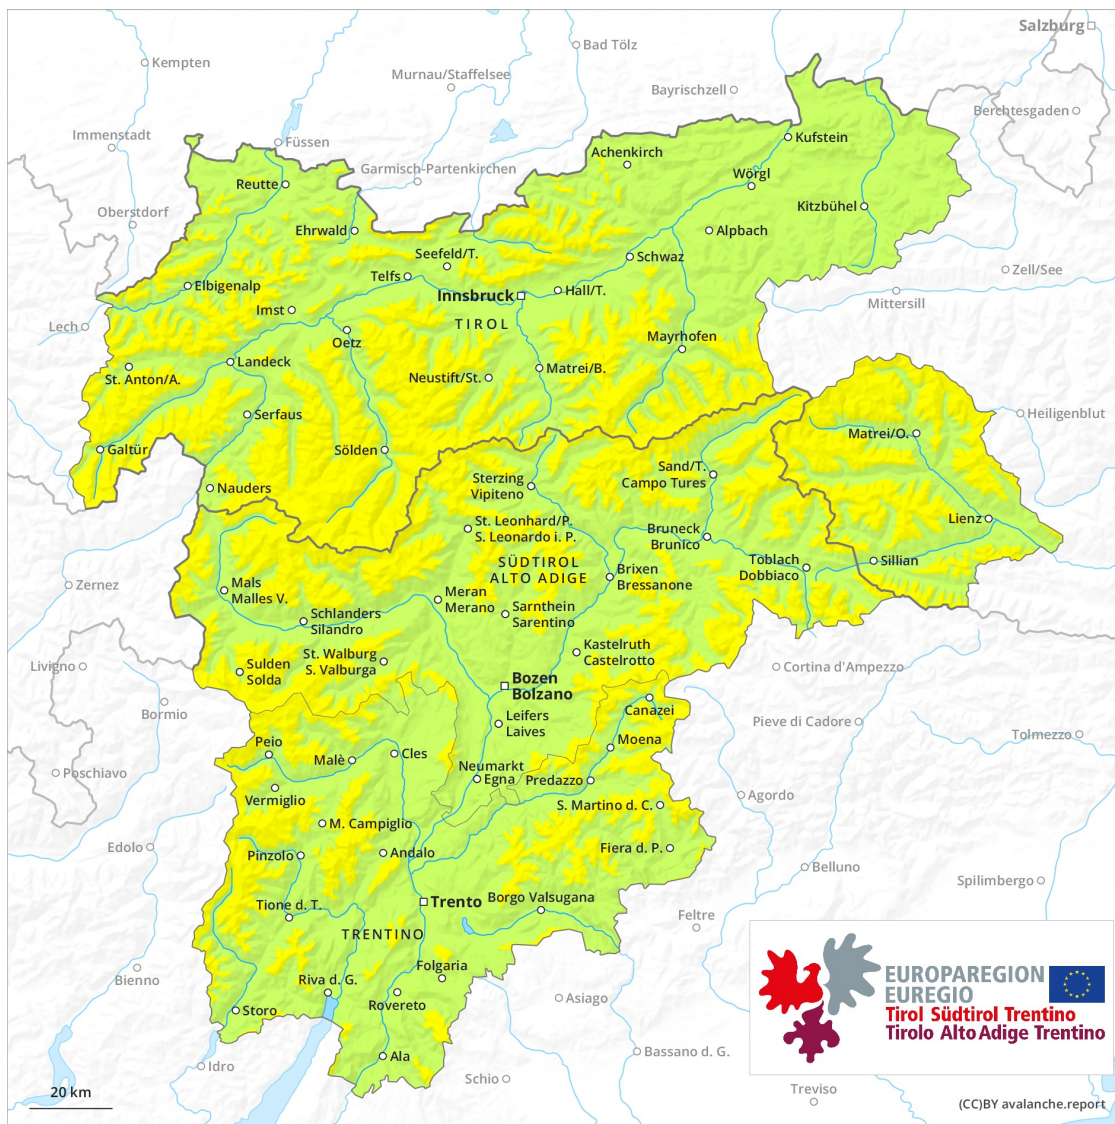 Salzburg
Bad Tölz
Kempten
Murnau/Staffelsee
Bayrischzell
Berchtesgaden
Immenstadt
Füssen
Kufstein
Achenkirch
Garmisch-Partenkirchen
Wörgl
Reutte
Oberstdorf
Kitzbühel
Ehrwald
Alpbach
Seefeld/T.
Schwaz
Telfs
Zell/See
Elbigenalp
Hall/T.
Innsbruck
Mittersill
Imst
Lech
TIROL
Oetz
Mayrhofen
Landeck
Matrei/B.
St. Anton/A.
Neustift/St.
Serfaus
Heiligenblut
Matrei/O.
Galtür
Sölden
Sand/T.
Campo Tures
Sterzing
Vipiteno
Nauders
Lienz
St. Leonhard/P.
S. Leonardo i. P.
Bruneck
Brunico
SÜDTIROL
ALTO ADIGE
Toblach
Dobbiaco
Sillian
Brixen
Bressanone
Zernez
Mals
Malles V.
Meran
Merano
Sarnthein
Sarentino
Schlanders
Silandro
Kastelruth
Castelrotto
St. Walburg
S. Valburga
Livigno
Sulden
Solda
Cortina d'Ampezzo
Bozen
Bolzano
Canazei
Bormio
Leifers
Laives
Pieve di Cadore
Tolmezzo
Moena
Peio
Cles
Malè
Poschiavo
Neumarkt
Egna
Predazzo
Vermiglio
Agordo
S. Martino d. C.
M. Campiglio
Edolo
Fiera d. P.
Pinzolo
Andalo
Belluno
Spilimbergo
Borgo Valsugana
Trento
Tione d. T.
Feltre
TRENTINO
Folgaria
Bienno
Riva d. G.
Asiago
Rovereto
Storo
Ala
Bassano d. G.
Idro
Schio
Treviso
EUROPAREGION
EUREGIO
Tirol Südtirol Trentino
Tirolo Alto Adige Trentino
20 km
(CC)BY avalanche.report